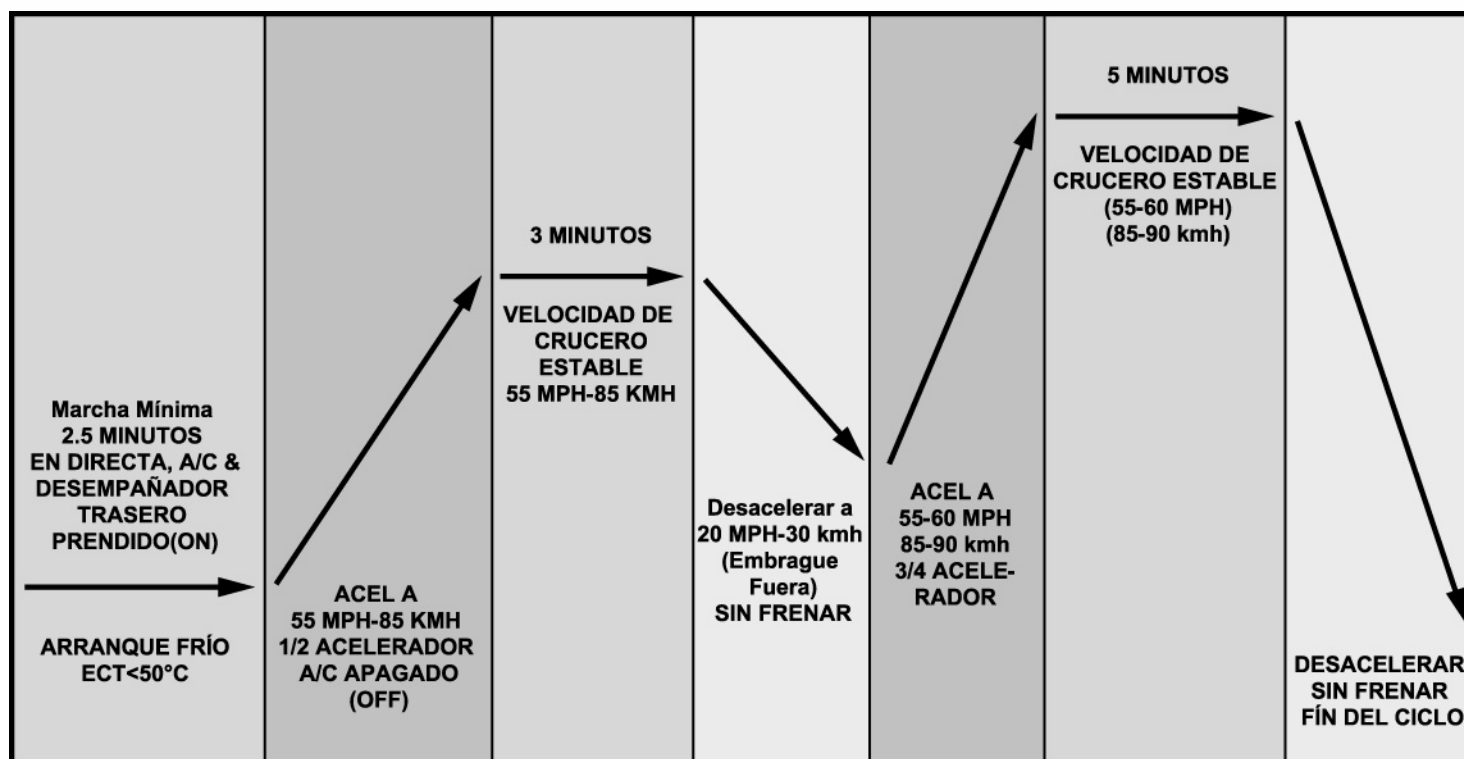 Marcha Mínima
2.5 MINUTOS
EN DIRECTA, A/C &
DESEMPAÑADOR
TRASERO
PRENDIDO(ON)
ARRANQUE FRÍO
ECT<50°C
ACEL A
55 MPH-85 KMH
1/2 ACELERADOR
A/C APAGADO
(OFF)
3 MINUTOS
VELOCIDAD DE
CRUCERO
ESTABLE
55 MPH-85 KMH
Desacelerar a
20 MPH-30 kmh
(Embrague
Fuera)
SIN FRENAR
ACEL A
55-60 MPH
85-90 kmh
3/4 ACELE-
RADOR
5 MINUTOS
VELOCIDAD DE
CRUCERO ESTABLE
(55-60 MPH)
(85-90 kmh)
DESACELERAR
SIN FRENAR
FÍN DEL CICLO